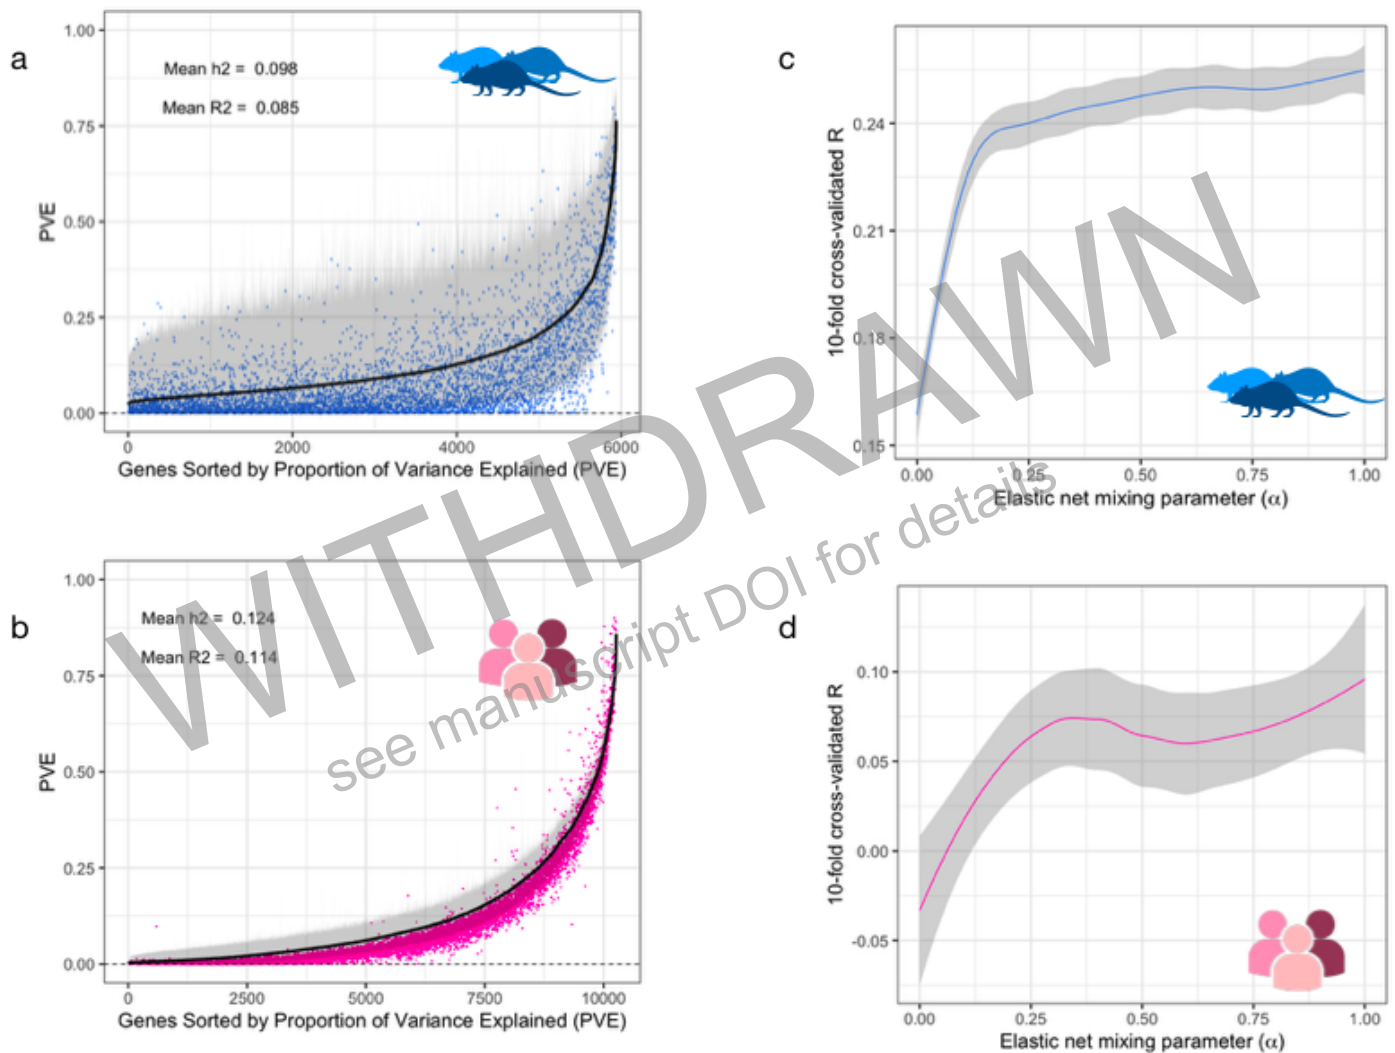 a
1.00
Mean h2 = 0.098
Mean R2 = 0.085
0.75
0.50
0.25
0.00
PVE
0 2000 4000 6000
Genes Sorted by Proportion of Variance Explained (PVE)
c
0.24
0.21
0.18
0.15
10-fold cross-validated R
0.00 0.25 0.50 0.75 1.00
Elastic net mixing parameter (α)
WITHDRAWN
see manuscript DOI for details
b
1.00
Mean h2 = 0.124
Mean R2 = 0.114
0.75
0.50
0.25
0.00
PVE
0 2500 5000 7500 10000
Genes Sorted by Proportion of Variance Explained (PVE)
d
0.10
0.05
0.00
-0.05
10-fold cross-validated R
0.00 0.25 0.50 0.75 1.00
Elastic net mixing parameter (α)